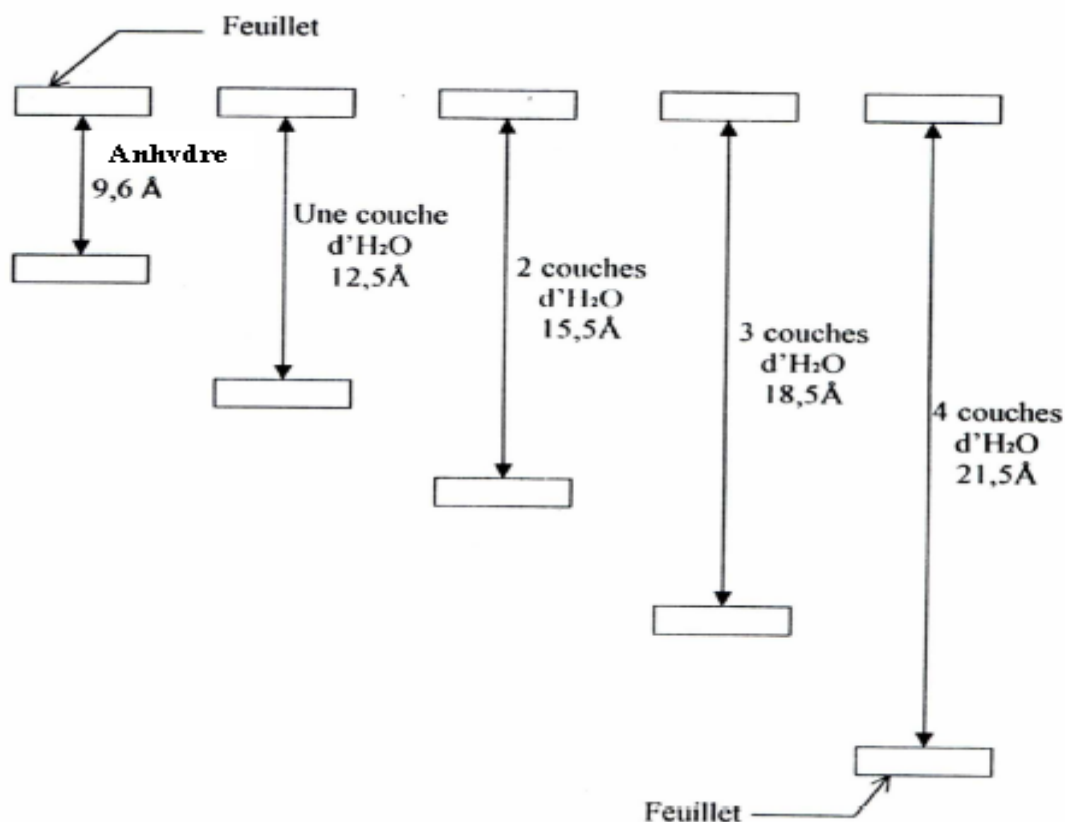 Feuillet
Anhvdre
9,6 Å
Une couche
d'H₂O
12,5Å
2 couches
d'H₂O
15,5Å
3 couches
d'H₂O
18,5Å
4 couches
d'H₂O
21,5Å
Feuillet